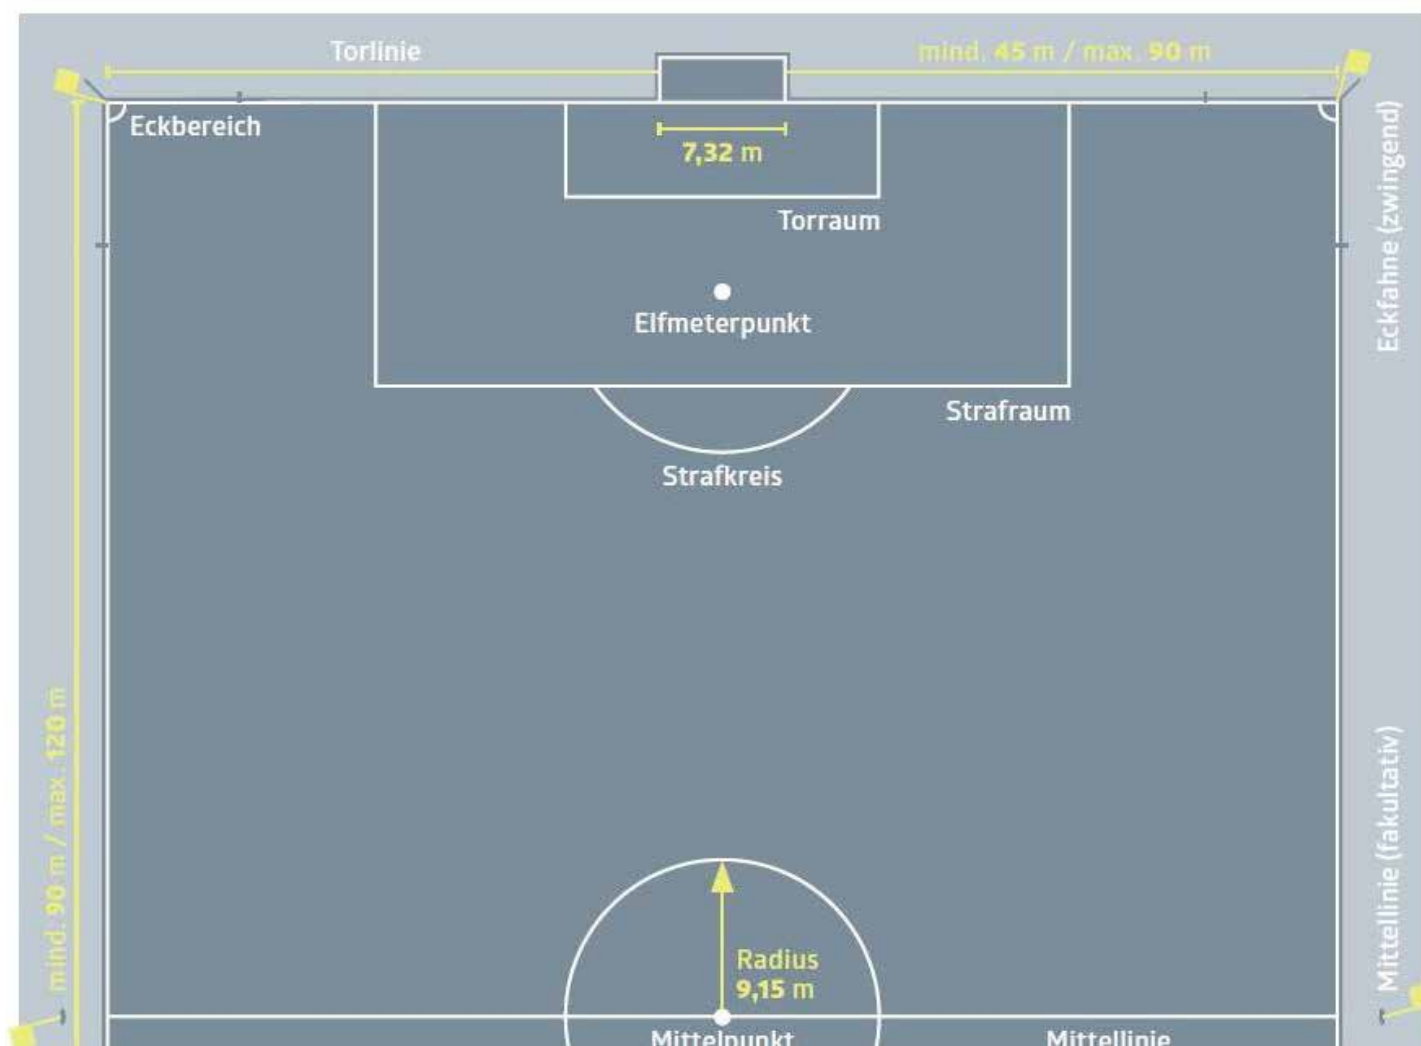 Torlinie
mind. 45 m / max. 90 m
Eckbereich
7,32 m
Eckfahne (zwingend)
Torraum
Elfmeterpunkt
Strafraum
Strafkreis
mind. 90 m / max. 120 m
Mittellinie (fakultativ)
Radius
9,15 m
Mittelpunkt
Mittellinie